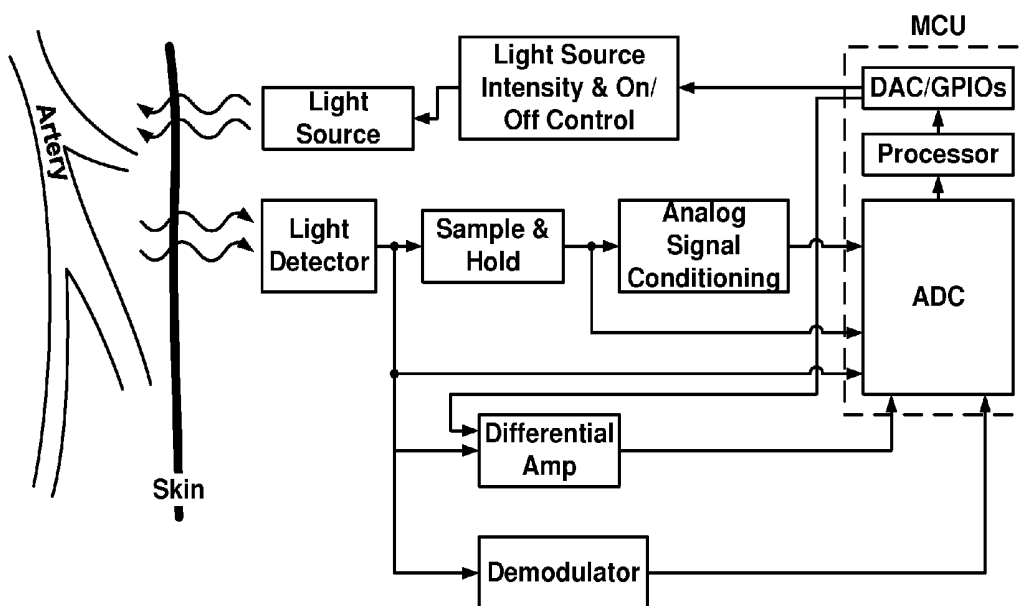 MCU
Light Source
Intensity & On/
Off Control
DAC/GPIOs
Light
Source
Artery
Processor
Light
Detector
Sample &
Hold
Analog
Signal
Conditioning
ADC
Differential
Amp
Skin
Demodulator